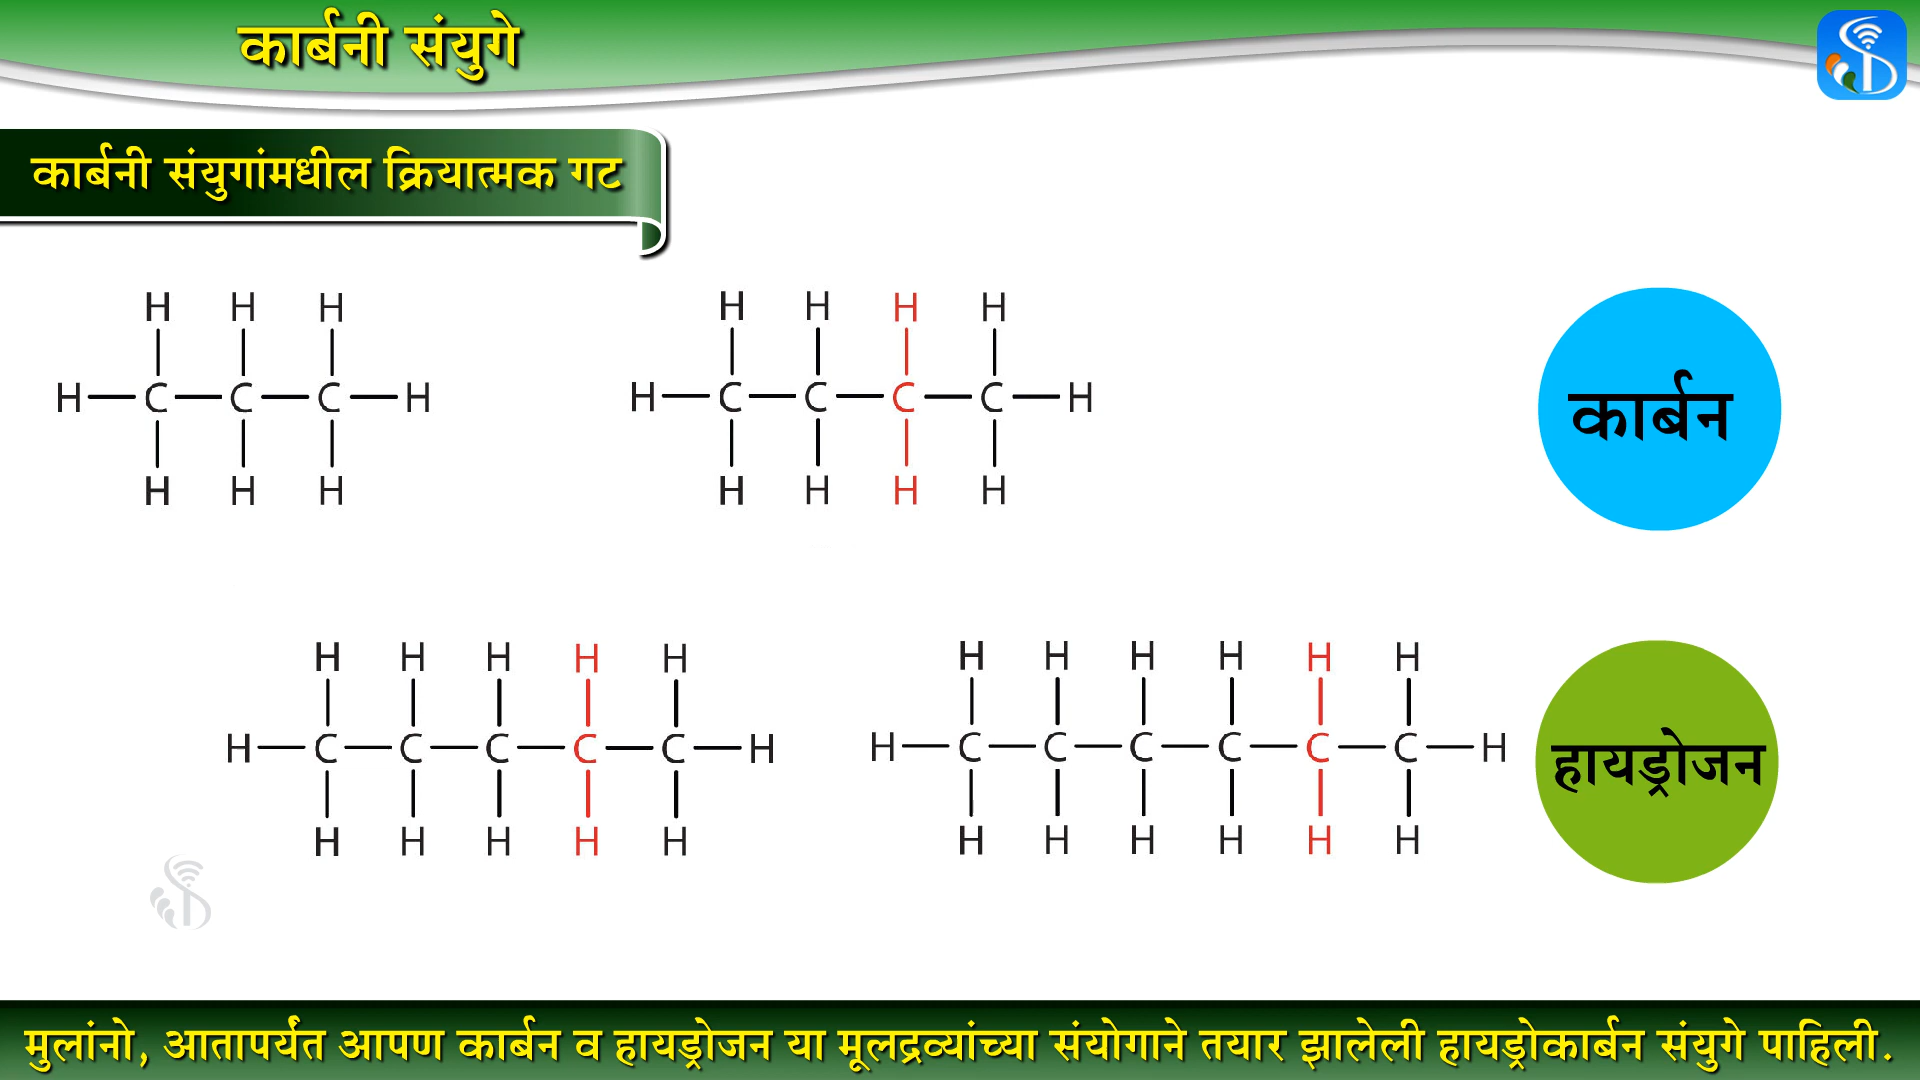 कार्बनी संयुगे
कार्बनी संयुगांमधील क्रियात्मक गट
H H H
H—C—C—C—H
H H H
H H H H
H—C—C—C—C—H
H H H H
कार्बन
H H H H H
H—C—C—C—C—C—H
H H H H H
H H H H H H
H—C—C—C—C—C—C—H
H H H H H H
हायड्रोजन
मुलांनो, आतापर्यंत आपण कार्बन व हायड्रोजन या मूलद्रव्यांच्या संयोगाने तयार झालेली हायड्रोकार्बन संयुगे पाहिली.